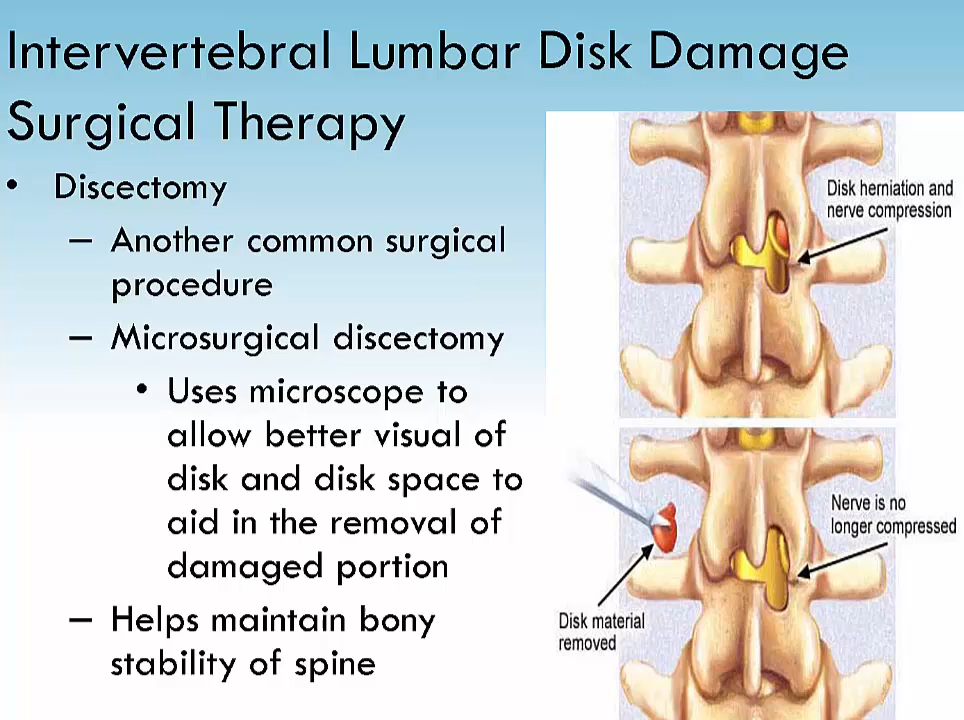 Intervertebral Lumbar Disk Damage
Surgical Therapy
• Discectomy
– Another common surgical
procedure
– Microsurgical discectomy
• Uses microscope to
allow better visual of
disk and disk space to
aid in the removal of
damaged portion
– Helps maintain bony
stability of spine
Disk herniation and
nerve compression
Nerve is no
longer compressed
Disk material
removed